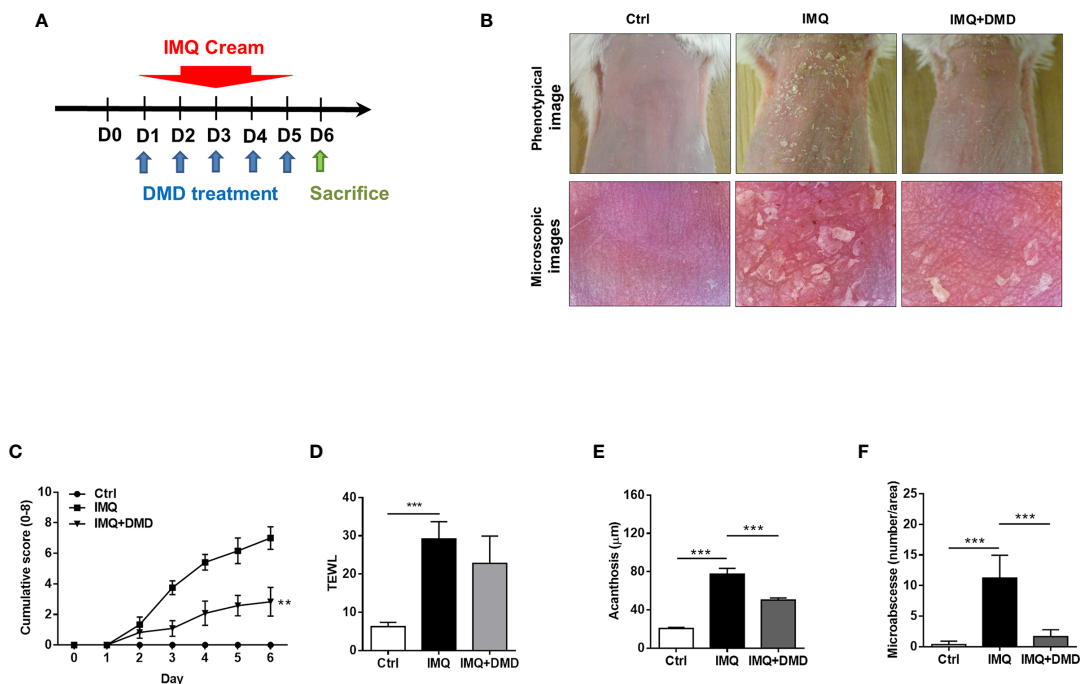 A
IMQ Cream
D0 D1 D2 D3 D4 D5 D6
DMD treatment Sacrifice
B
Ctrl IMQ IMQ+DMD
Phenotypical
image
Microscopic
images
C
Cumulative score (0-8)
10
8
6
4
2
0
Ctrl
IMQ
IMQ+DMD
**
0 1 2 3 4 5 6
Day
D
TEWL
40
30
20
10
0
***
Ctrl IMQ IMQ+DMD
E
Acanthosis (μm)
160
120
80
40
0
***
***
Ctrl IMQ IMQ+DMD
F
Microabscesse (number/area)
25
20
15
10
5
0
***
***
Ctrl IMQ IMQ+DMD